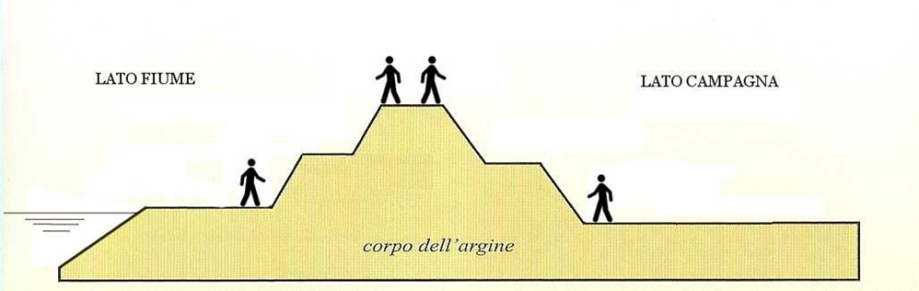 LATO FIUME
LATO CAMPAGNA
corpo dell'argine